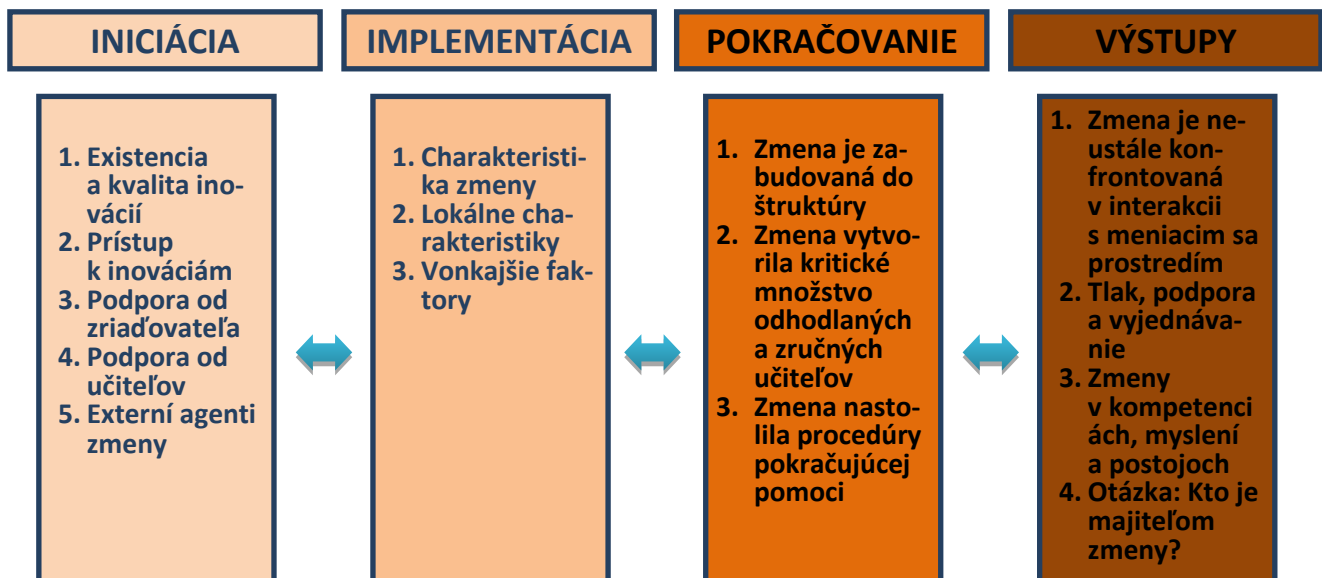 INICIÁCIA
IMPLEMENTÁCIA
POKRAČOVANIE
VÝSTUPY
1. Existencia
a kvalita ino-
vácií
2. Prístup
k inováciám
3. Podpora od
zriaďovateľa
4. Podpora od
učiteľov
5. Externí agenti
zmeny
1. Charakteristi-
ka zmeny
2. Lokálne cha-
rakteristiky
3. Vonkajšie fak-
tory
1. Zmena je za-
budovaná do
štruktúry
2. Zmena vytvo-
rila kritické
množstvo
odhodlaných
a zručných
učiteľov
3. Zmena nasto-
lila procedúry
pokračujúcej
pomoci
1. Zmena je ne-
ustále kon-
frontovaná
v interakcii
s meniacim sa
prostredím
2. Tlak, podpora
a vyjednáva-
nie
3. Zmeny
v kompetenci
ách, myslení
a postojoch
4. Otázka: Kto je
majiteľom
zmeny?